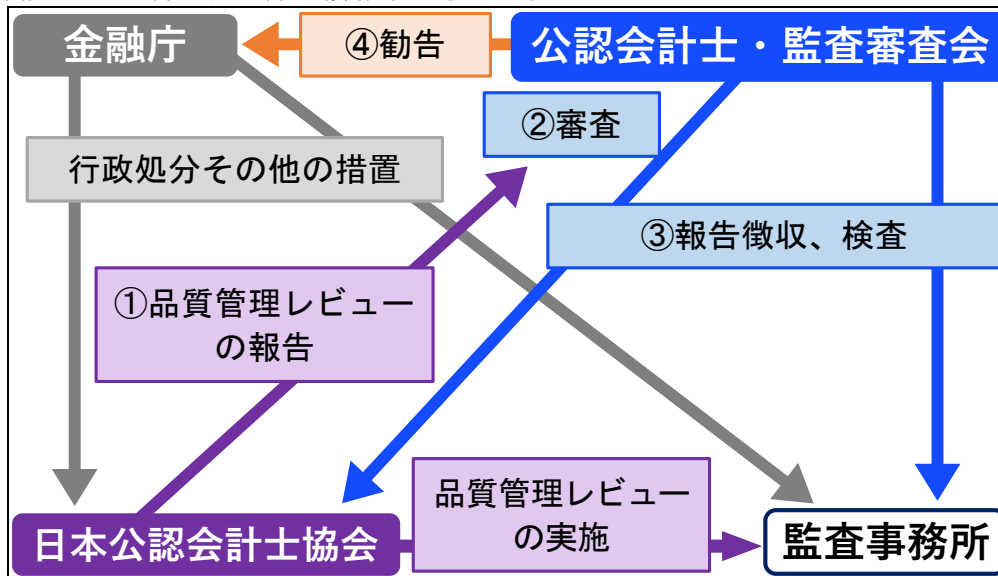 金融庁
④勧告
公認会計士・監査審査会
②審査
行政処分その他の措置
③報告徴収、検査
①品質管理レビュー
の報告
品質管理レビュー
の実施
日本公認会計士協会
監査事務所